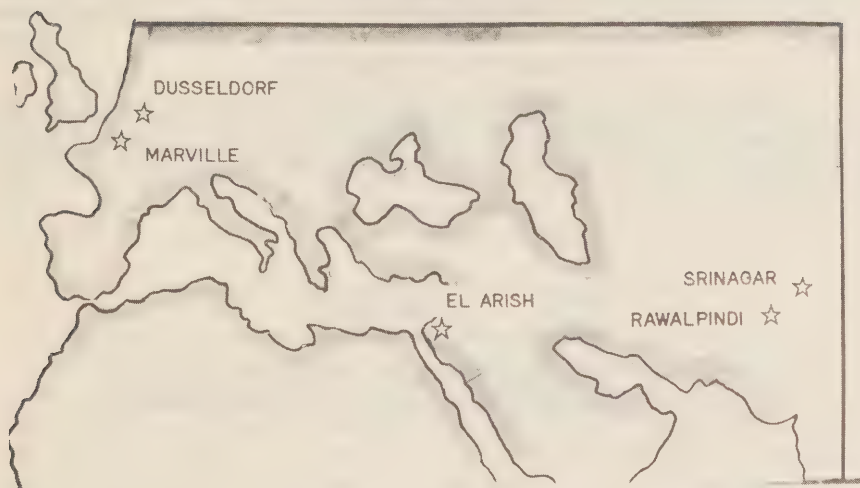 DUSSELDORF
MARVILLE
SRINAGAR
EL ARISH
RAWALPINDI